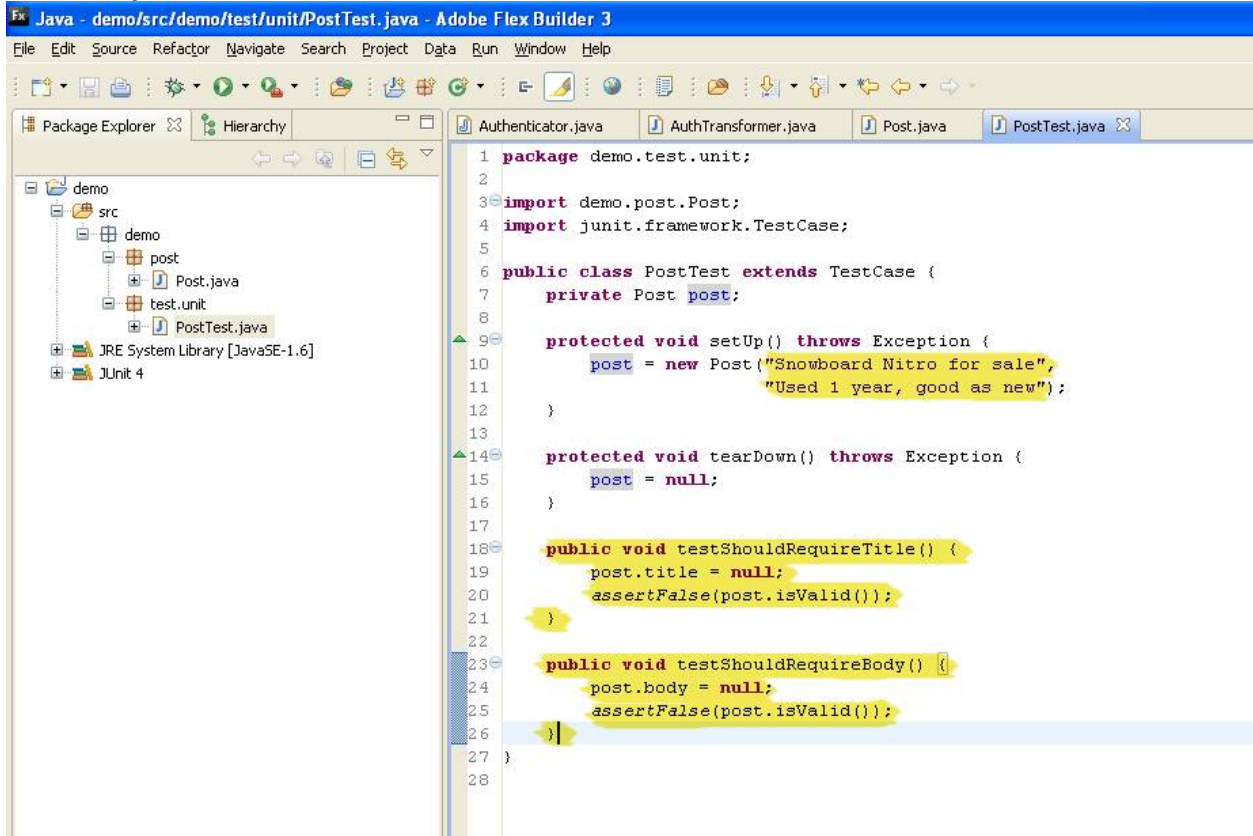 Fx Java - demo/src/demo/test/unit/PostTest.java - Adobe Flex Builder 3
File Edit Source Refactor Navigate Search Project Data Run Window Help
Package Explorer Hierarchy
demo
src
demo
post
Post.java
test.unit
PostTest.java
JRE System Library [JavaSE-1.6]
JUnit 4
Authenticator.java AuthTransformer.java Post.java PostTest.java
1 package demo.test.unit;
2
3 import demo.post.Post;
4 import junit.framework.TestCase;
5
6 public class PostTest extends TestCase {
7 private Post post;
8
9 protected void setUp() throws Exception {
10 post = new Post("Snowboard Nitro for sale",
11 "Used 1 year, good as new");
12 }
13
14 protected void tearDown() throws Exception {
15 post = null;
16 }
17
18 public void testShouldRequireTitle() {
19 post.title = null;
20 assertFalse(post.isValid());
21 }
22
23 public void testShouldRequireBody() {
24 post.body = null;
25 assertFalse(post.isValid());
26 }
27 }
28